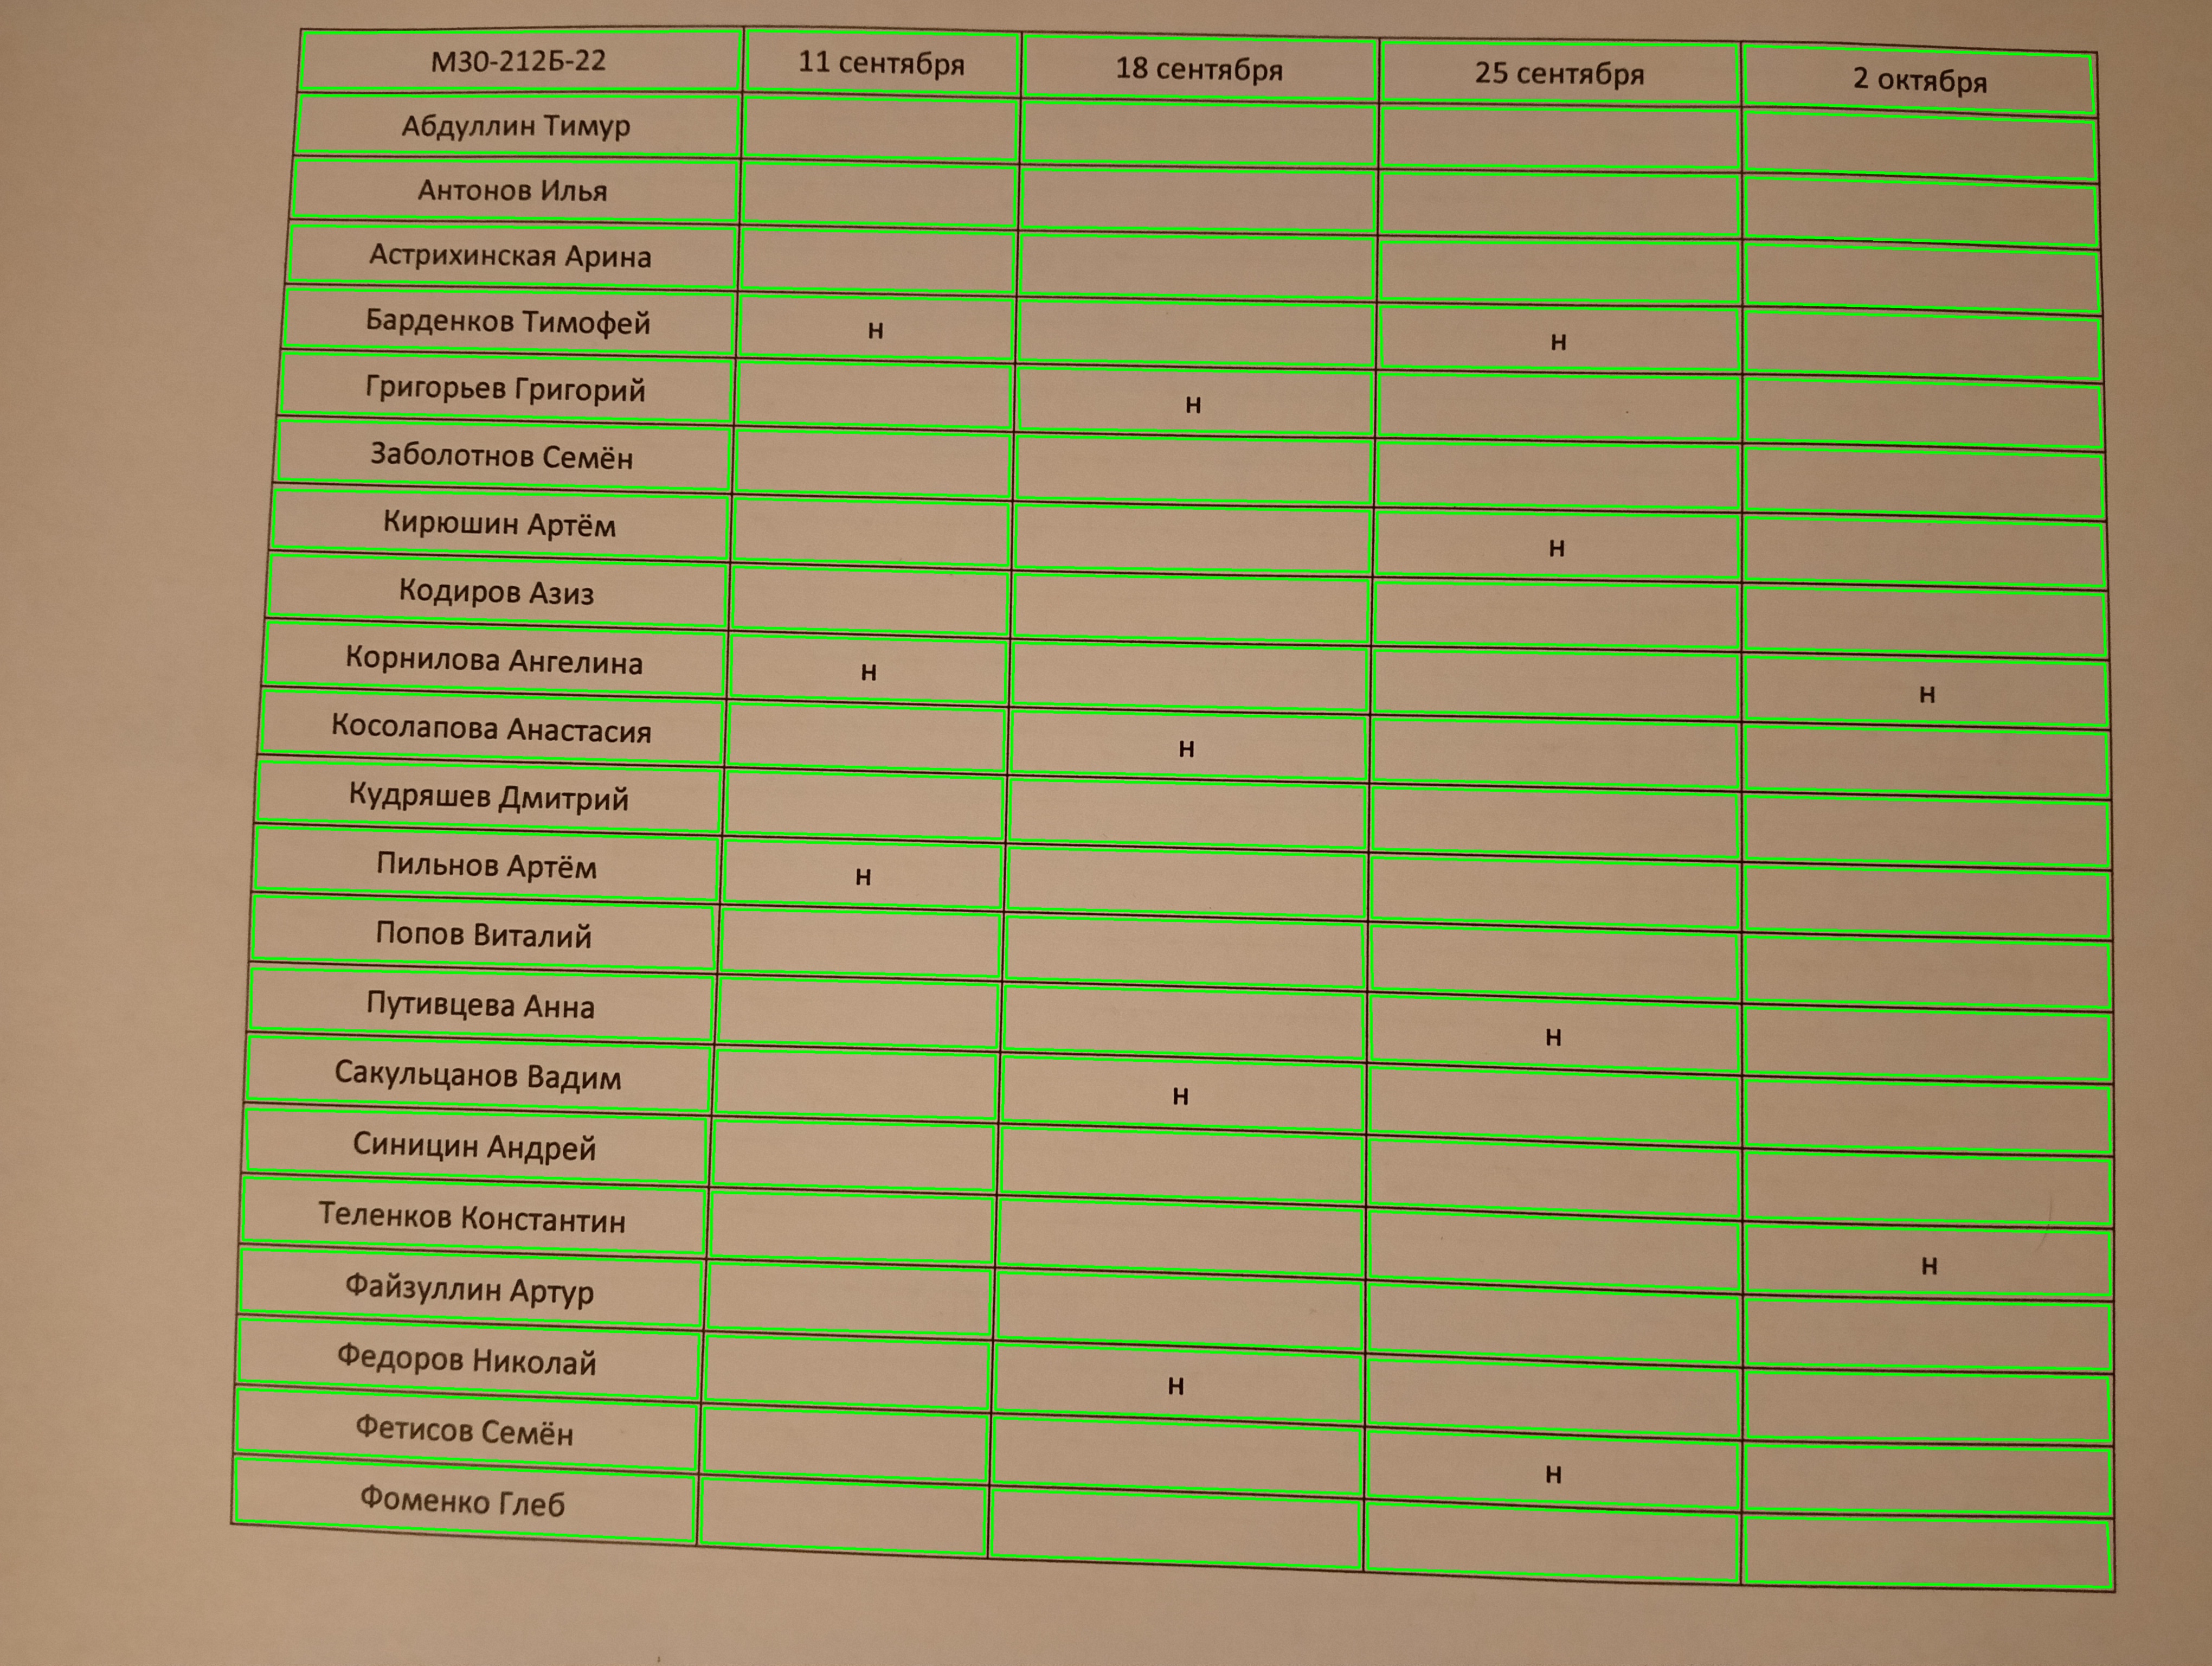 М30-212Б-22 11 сентября 18 сентября 25 сентября 2 октября
Абдуллин Тимур
Антонов Илья
Астрихинская Арина
Барденков Тимофей н н
Григорьев Григорий н
Заболотнов Семён
Кирюшин Артём н
Кодиров Азиз
Корнилова Ангелина н н
Косолапова Анастасия н
Кудряшев Дмитрий
Пильнов Артём н
Попов Виталий
Путивцева Анна н
Сакульцанов Вадим н
Синицин Андрей
Теленков Константин н
Файзуллин Артур
Федоров Николай н
Фетисов Семён н
Фоменко Глеб